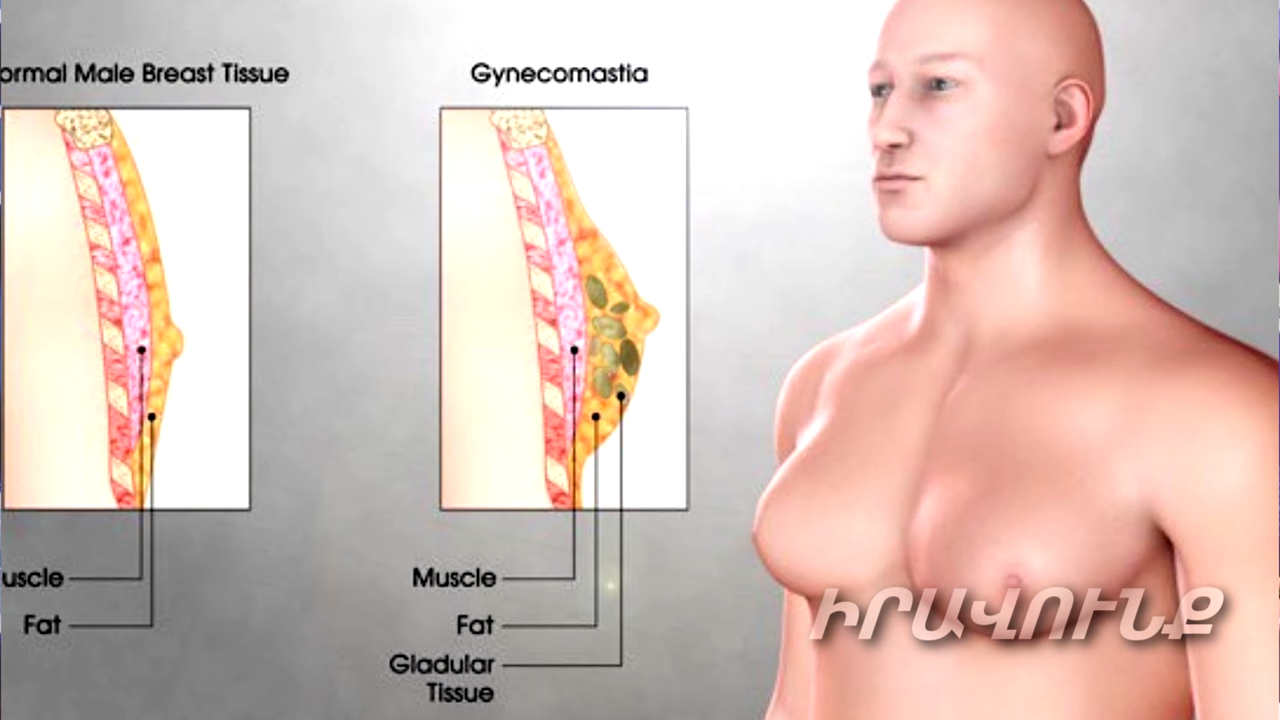 ormal Male Breast Tissue
Gynecomastia
uscle
Fat
Muscle
Fat
Gladular
Tissue
ԻՐԱՎՈՒՆՔ